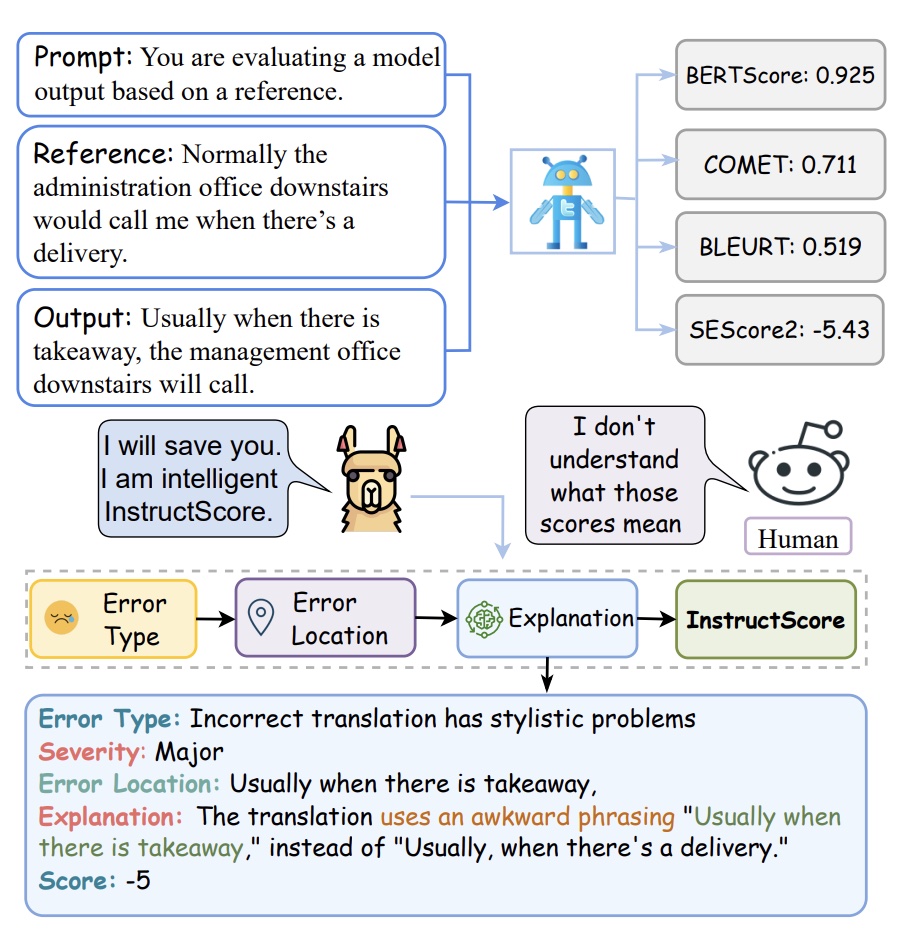 Prompt: You are evaluating a model
output based on a reference.
Reference: Normally the
administration office downstairs
would call me when there’s a
delivery.
Output: Usually when there is
takeaway, the management office
downstairs will call.
t
BERTScore: 0.925
COMET: 0.711
BLEURT: 0.519
SEScore2: -5.43
I will save you.
I am intelligent
InstructScore.
I don't
understand
what those
scores mean
Human
Error
Type
Error
Location
Explanation
InstructScore
Error Type: Incorrect translation has stylistic problems
Severity: Major
Error Location: Usually when there is takeaway,
Explanation: The translation uses an awkward phrasing "Usually when
there is takeaway," instead of "Usually, when there's a delivery."
Score: -5